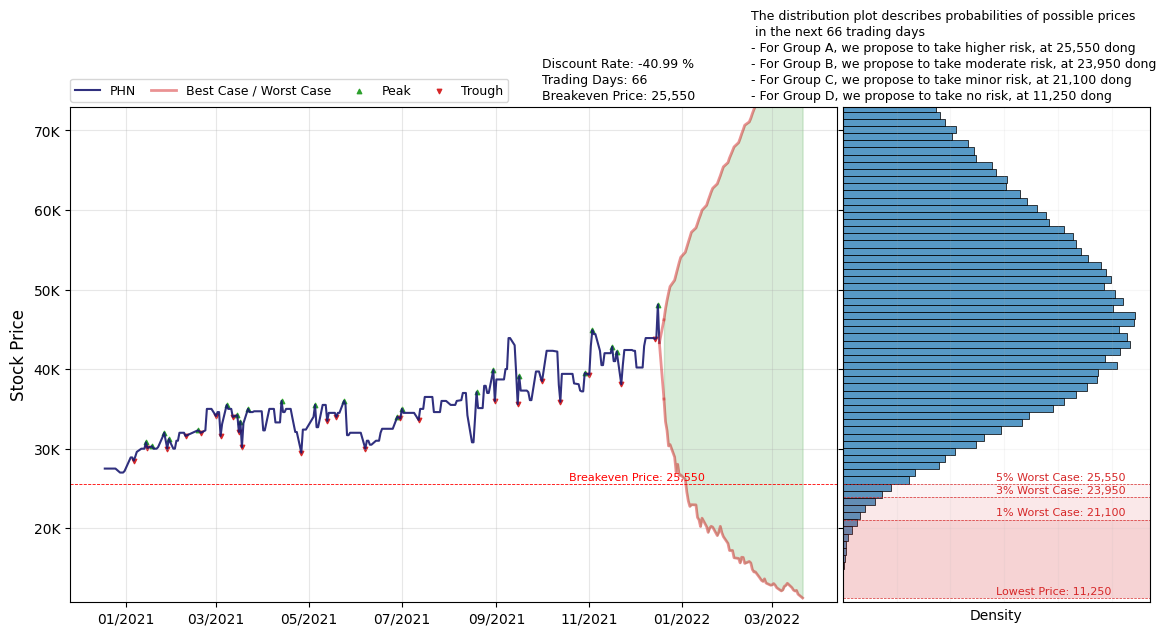 The distribution plot describes probabilities of possible prices
in the next 66 trading days
- For Group A, we propose to take higher risk, at 25,550 dong
- For Group B, we propose to take moderate risk, at 23,950 dong
- For Group C, we propose to take minor risk, at 21,100 dong
- For Group D, we propose to take no risk, at 11,250 dong
Discount Rate: -40.99 %
Trading Days: 66
Breakeven Price: 25,550
PHN
Best Case / Worst Case
Peak
Trough
Stock Price
70K
60K
50K
40K
30K
20K
Breakeven Price: 25,550
5% Worst Case: 25,550
3% Worst Case: 23,950
1% Worst Case: 21,100
Lowest Price: 11,250
01/2021
03/2021
05/2021
07/2021
09/2021
11/2021
01/2022
03/2022
Density